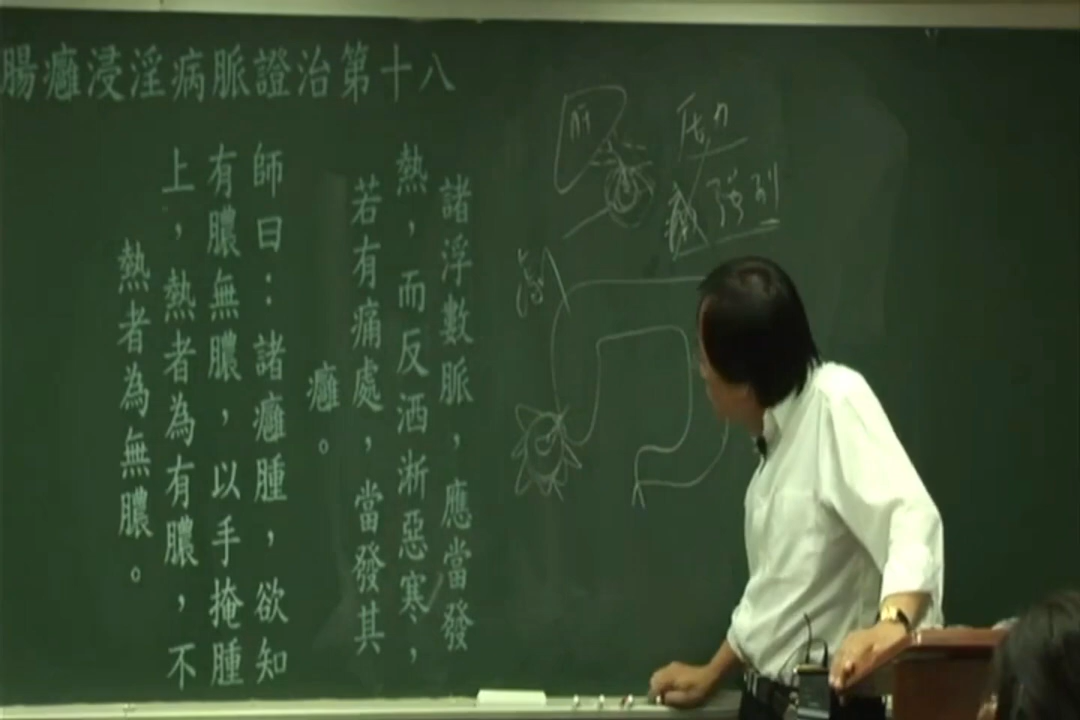 腸癰浸淫病脈證治第十八
諸浮數脈，應當發
熱，而反洒淅惡寒，
若有痛處，當發其
癰。
師曰：諸癰腫，欲知
有膿無膿，以手掩腫
上，熱者為有膿，不
熱者為無膿。
強烈